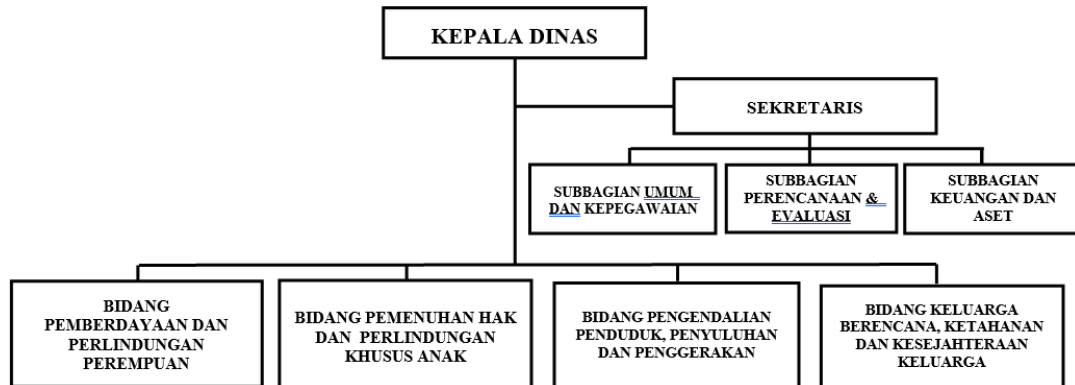 KEPALA DINAS
SEKRETARIS
SUBBAGIAN UMUM
DAN KEPEGAWAIAN
SUBBAGIAN
PERENCANAAN &
EVALUASI
SUBBAGIAN
KEUANGAN DAN
ASET
BIDANG
PEMBERDAYAAN DAN
PERLINDUNGAN
PEREMPUAN
BIDANG PEMENUHAN HAK
DAN PERLINDUNGAN
KHUSUS ANAK
BIDANG PENGENDALIAN
PENDUDUK, PENYULUHAN
DAN PENGGERAKAN
BIDANG KELUARGA
BERENCANA, KETAHANAN
DAN KESEJAHTERAAN
KELUARGA